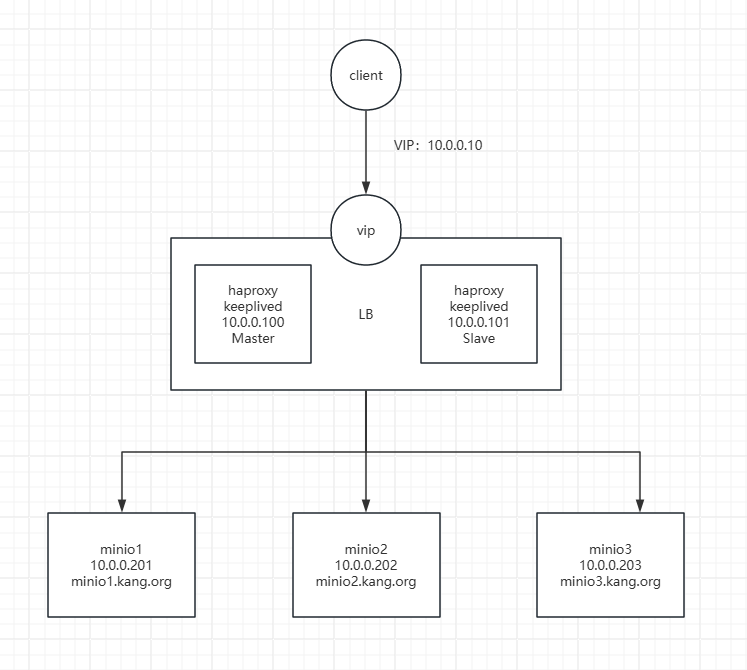 client
VIP：10.0.0.10
vip
haproxy
keeplived
10.0.0.100
Master
LB
haproxy
keeplived
10.0.0.101
Slave
minio1
10.0.0.201
minio1.kang.org
minio2
10.0.0.202
minio2.kang.org
minio3
10.0.0.203
minio3.kang.org